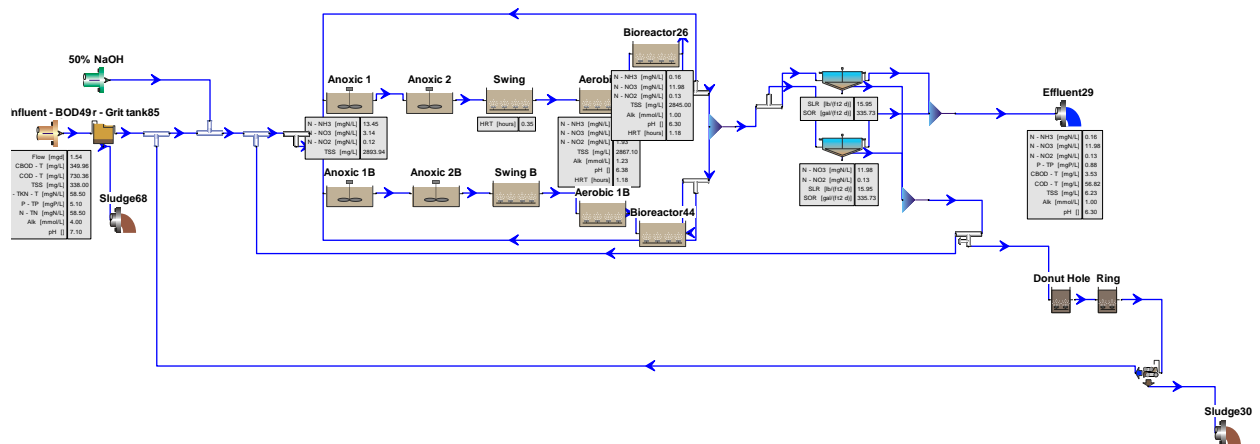 50% NaOH
nfluent - BOD49
r - Grit tank85
Flow [mgd] 1.54
CBOD - T [mg/L] 349.96
COD - T [mg/L] 730.36
TSS [mg/L] 338.00
- TKN - T [mg/L] 58.50
P - TP [mgP/L] 5.10
N - TN [mg/L] 58.50
Alk [mmol/L] 4.00
pH [] 7.10
Sludge68
Anoxic 1
Anoxic 2
Swing
Aerobi
Bioreactor26
N - NH3 [mgN/L] 13.45
N - NO3 [mgN/L] 3.14
N - NO2 [mgN/L] 0.12
TSS [mg/L] 2893.94
HRT [hours] 0.35
N - NH3 [mgN/L] 0.16
N - NO3 [mgN/L] 11.98
N - NO2 [mgN/L] 0.13
TSS [mg/L] 2845.00
Alk [mmol/L] 1.00
pH [] 6.30
HRT [hours] 1.18
N - NH3 [mgN/L]
N - NO3 [mgN/L]
N - NO2 [mgN/L] 1.93
TSS [mg/L] 2867.10
Alk [mmol/L] 1.23
pH [] 6.38
HRT [hours] 1.18
Anoxic 1B
Anoxic 2B
Swing B
Aerobic 1B
Bioreactor44
SLR [lb/(ft2 d)] 15.95
SOR [gal/(ft2 d)] 335.73
N - NO3 [mgN/L] 11.98
N - NO2 [mgN/L] 0.13
SLR [lb/(ft2 d)] 15.95
SOR [gal/(ft2 d)] 335.73
Effluent29
N - NH3 [mgN/L] 0.16
N - NO3 [mgN/L] 11.98
N - NO2 [mgN/L] 0.13
P - TP [mgP/L] 0.88
CBOD - T [mg/L] 3.53
COD - T [mg/L] 56.82
TSS [mg/L] 6.23
Alk [mmol/L] 1.00
pH [] 6.30
Donut Hole
Ring
Sludge30